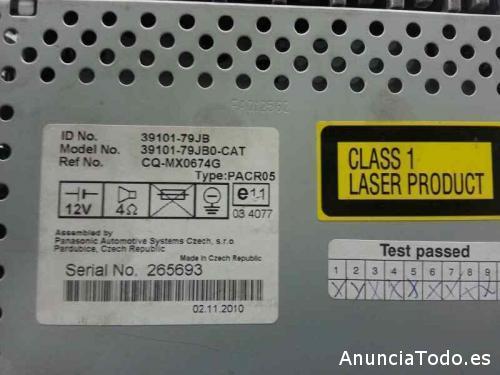 PACR2562
ID No. 39101-79JB
Model No. 39101-79JB0-CAT
Ref No. CQ-MX0674G
Type:PACR05
12V
4Ω
e11
03 4077
Assembled by
Panasonic Automotive Systems Czech, s.r.o
Pardubice, Czech Republic
Made in Czech Republic
Serial No. 265693
02.11.2010
CLASS 1
LASER PRODUCT
Test passed
1 2 3 4 5 6 7 8 9
AnunciaTodo.es